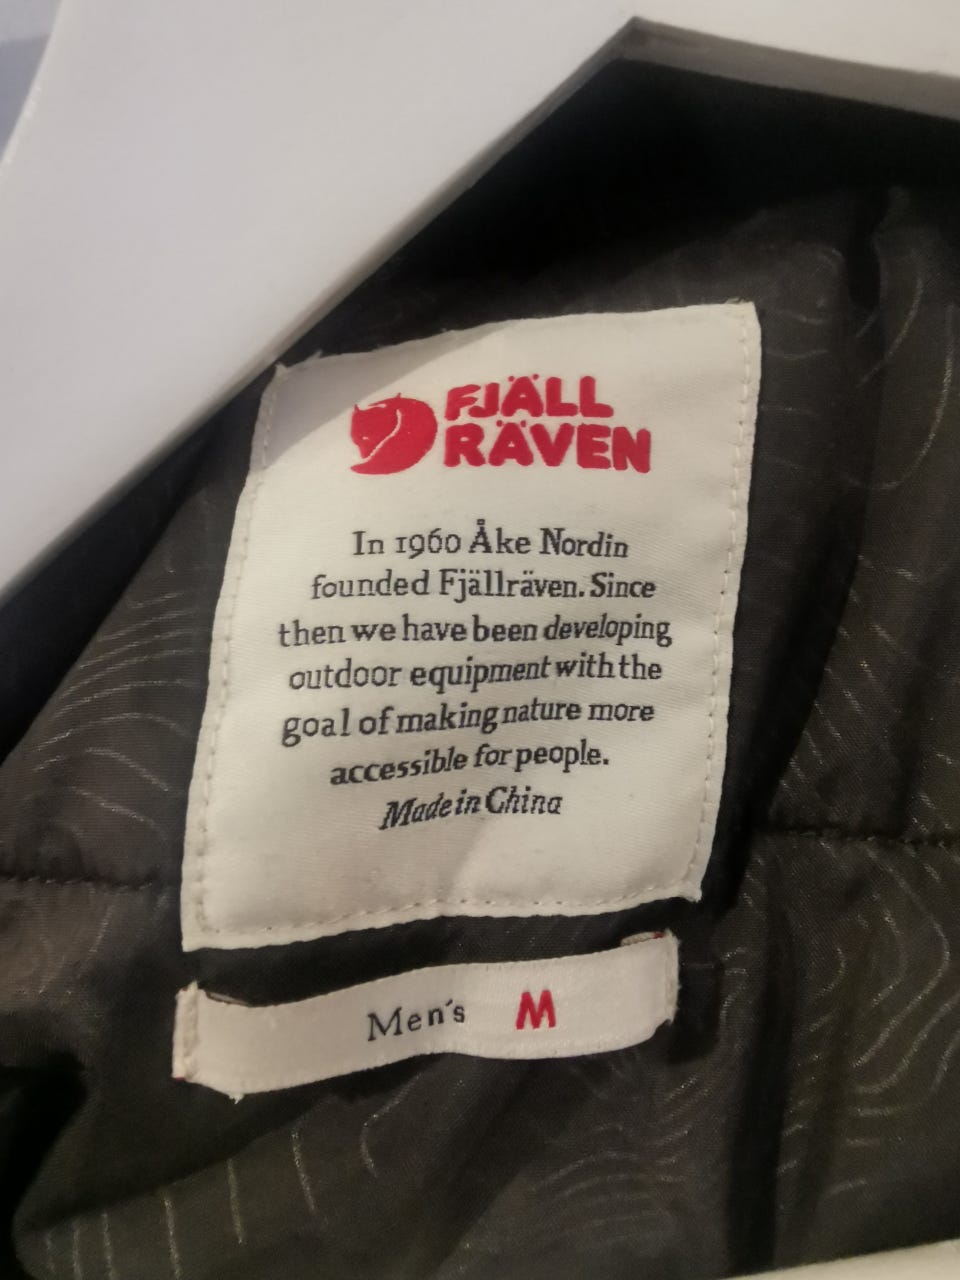 FJÄLL
RÄVEN
In 1960 Åke Nordin
founded Fjällräven. Since
then we have been developing
outdoor equipment with the
goal of making nature more
accessible for people.
Made in China
Men´s M